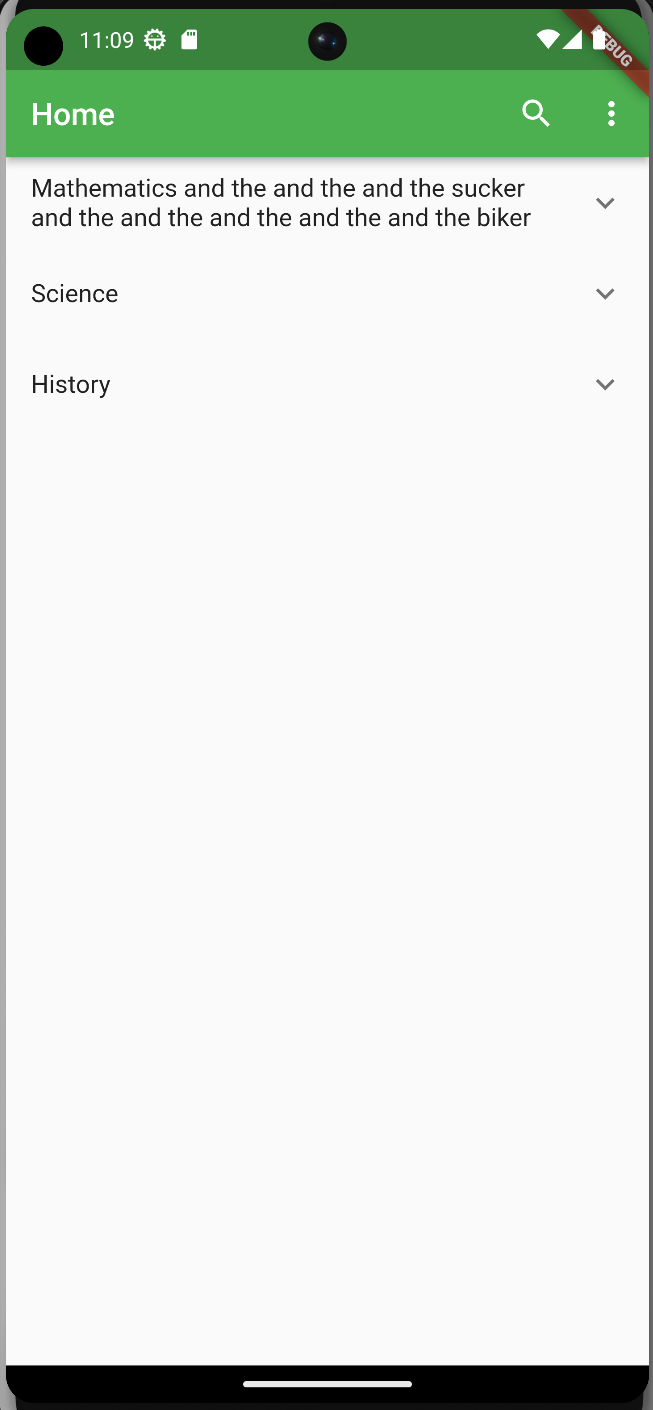 11:09
DEBUG
Home
Mathematics and the and the and the sucker
and the and the and the and the and the biker
Science
History